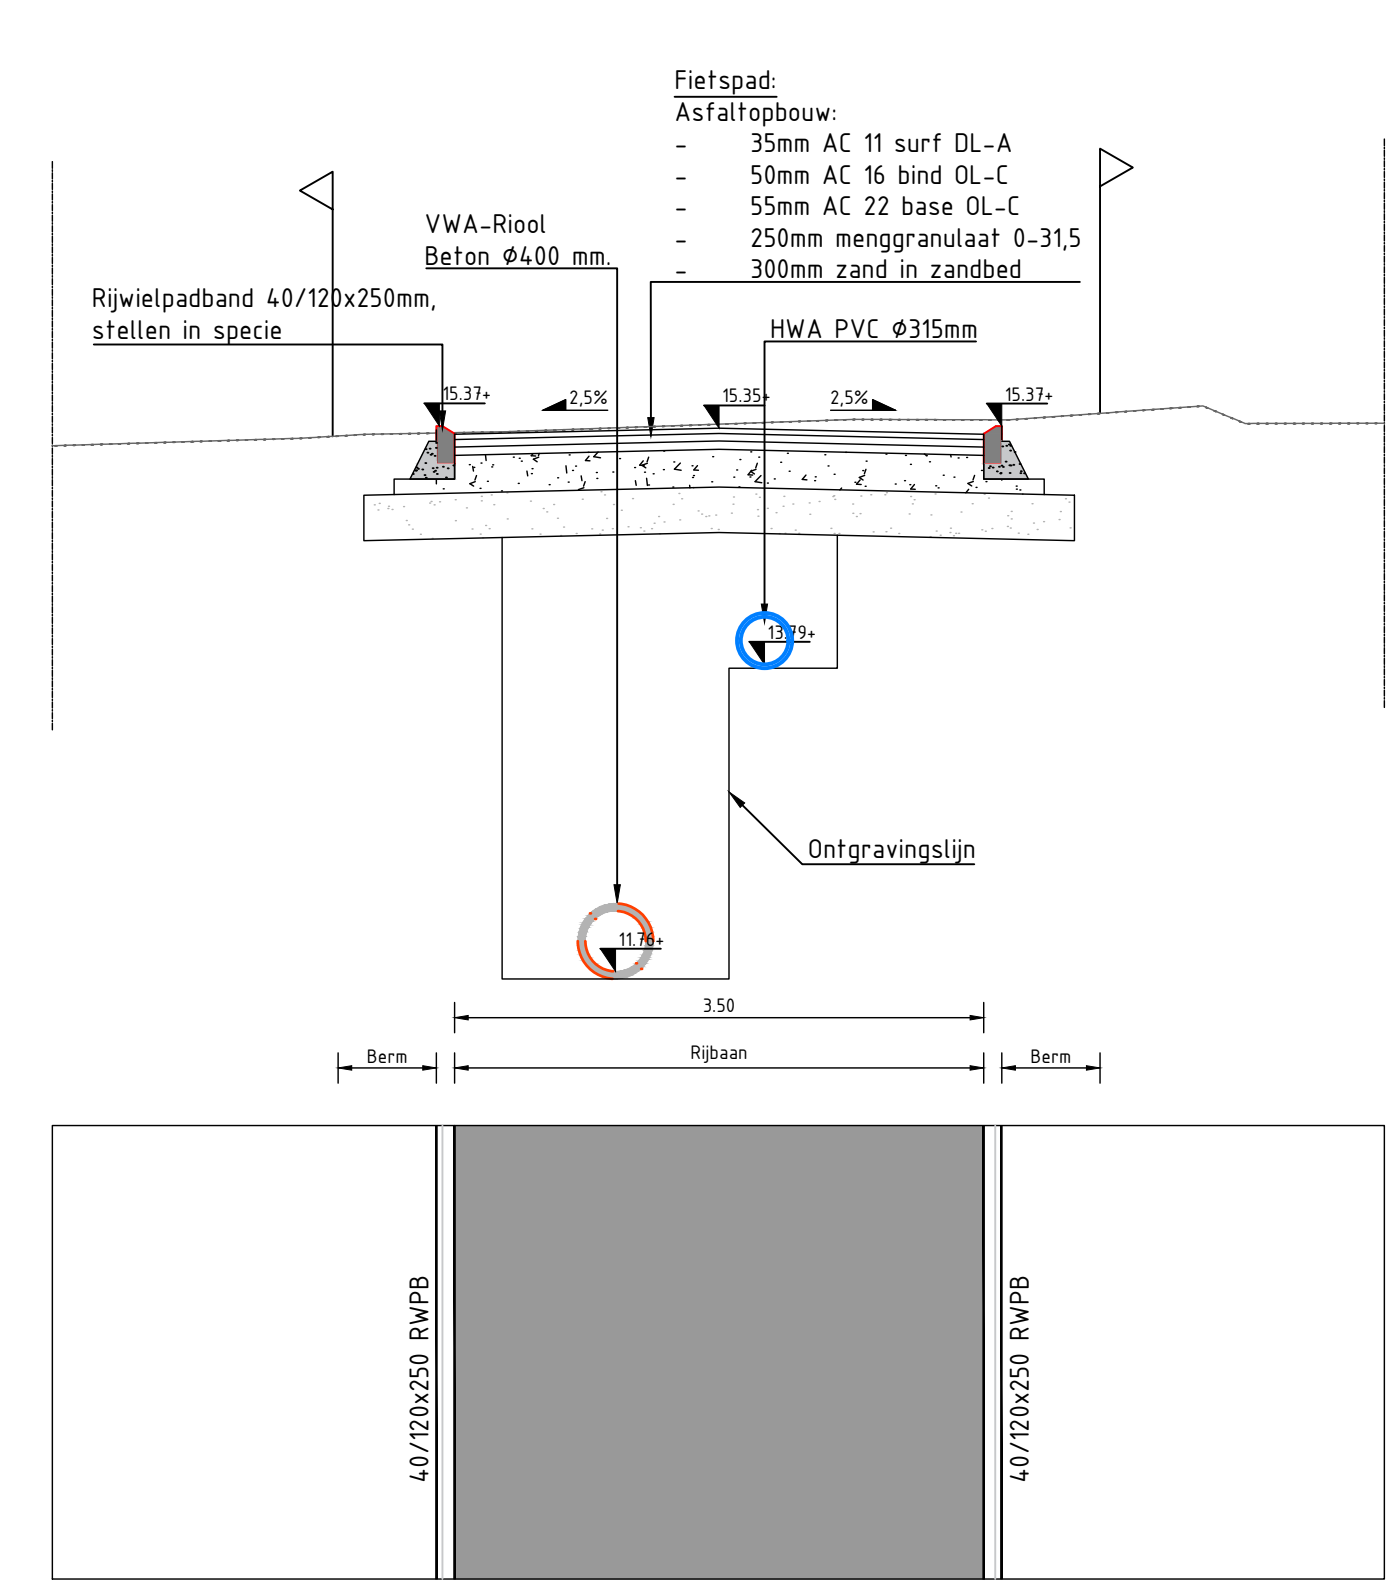 Fietspad:
Asfaltopbouw:
- 35mm AC 11 surf DL-A
- 50mm AC 16 bind OL-C
- 55mm AC 22 base OL-C
- 250mm menggranulaat 0-31,5
- 300mm zand in zandbed
VWA-Riool
Beton Ø400 mm.
Rijwielpadband 40/120x250mm,
stellen in specie
HWA PVC Ø315mm
15.37+
2,5%
15.35+
2,5%
15.37+
13.79+
Ontgravingslijn
11.76+
3.50
Berm
Rijbaan
Berm
40/120x250 RWPB
40/120x250 RWPB